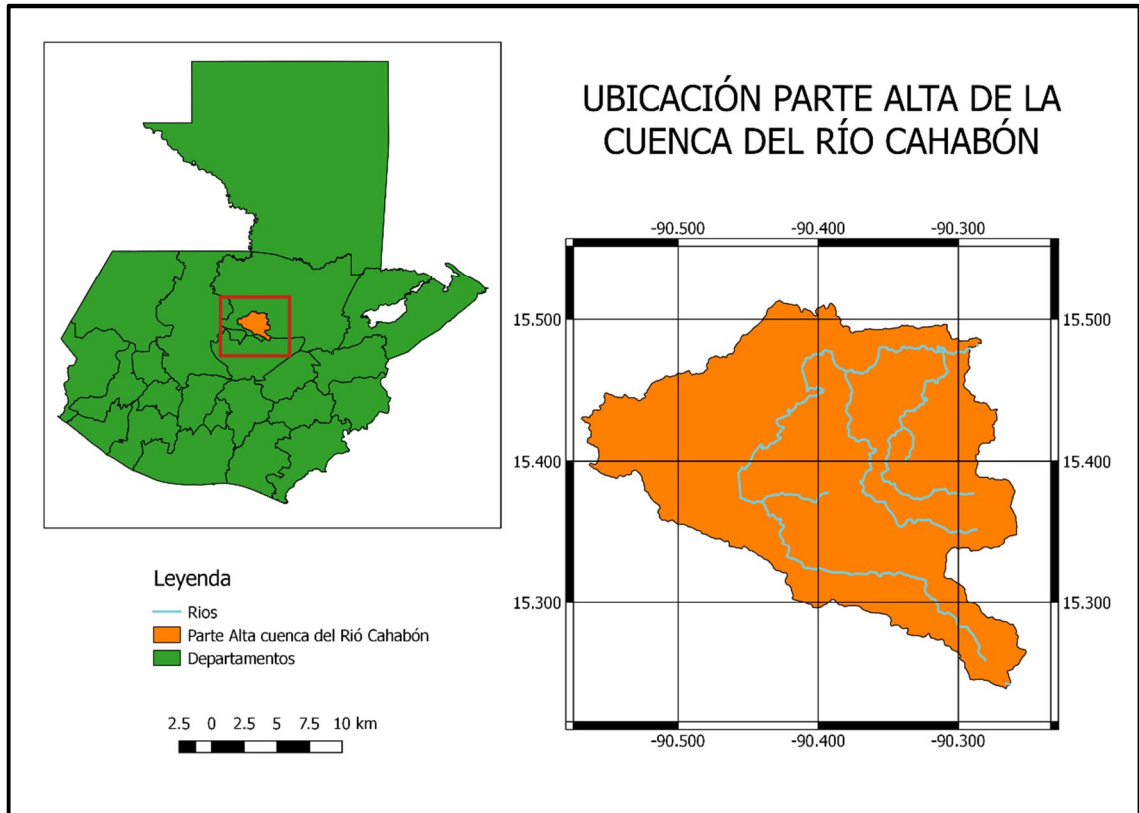 UBICACIÓN PARTE ALTA DE LA
CUENCA DEL RÍO CAHABÓN
-90.500 -90.400 -90.300
15.500 15.500
15.400 15.400
15.300 15.300
-90.500 -90.400 -90.300
Leyenda
Rios
Parte Alta cuenca del Rió Cahabón
Departamentos
2.5 0 2.5 5 7.5 10 km